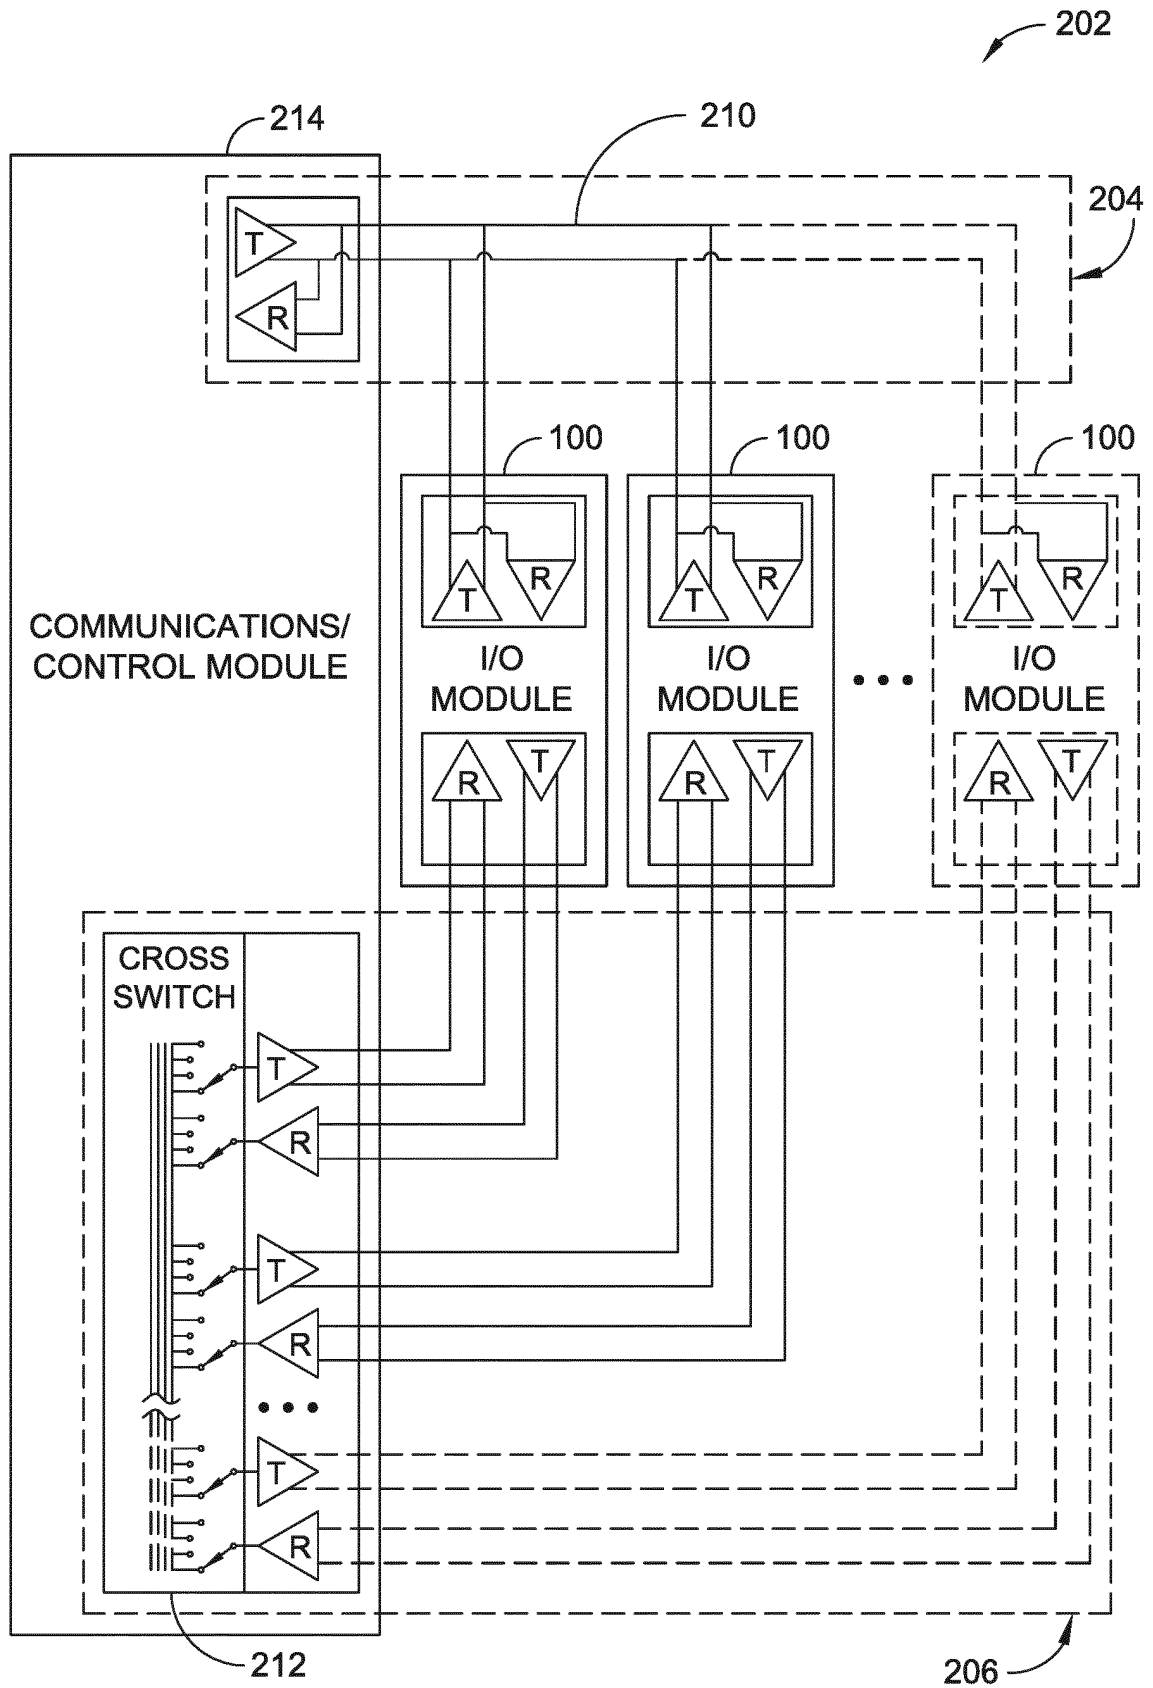 202
214
210
204
T
R
100
100
100
T
R
T
R
T
R
COMMUNICATIONS/
CONTROL MODULE
I/O
MODULE
I/O
MODULE
I/O
MODULE
R
T
R
T
R
T
CROSS
SWITCH
T
R
T
R
T
R
212
206